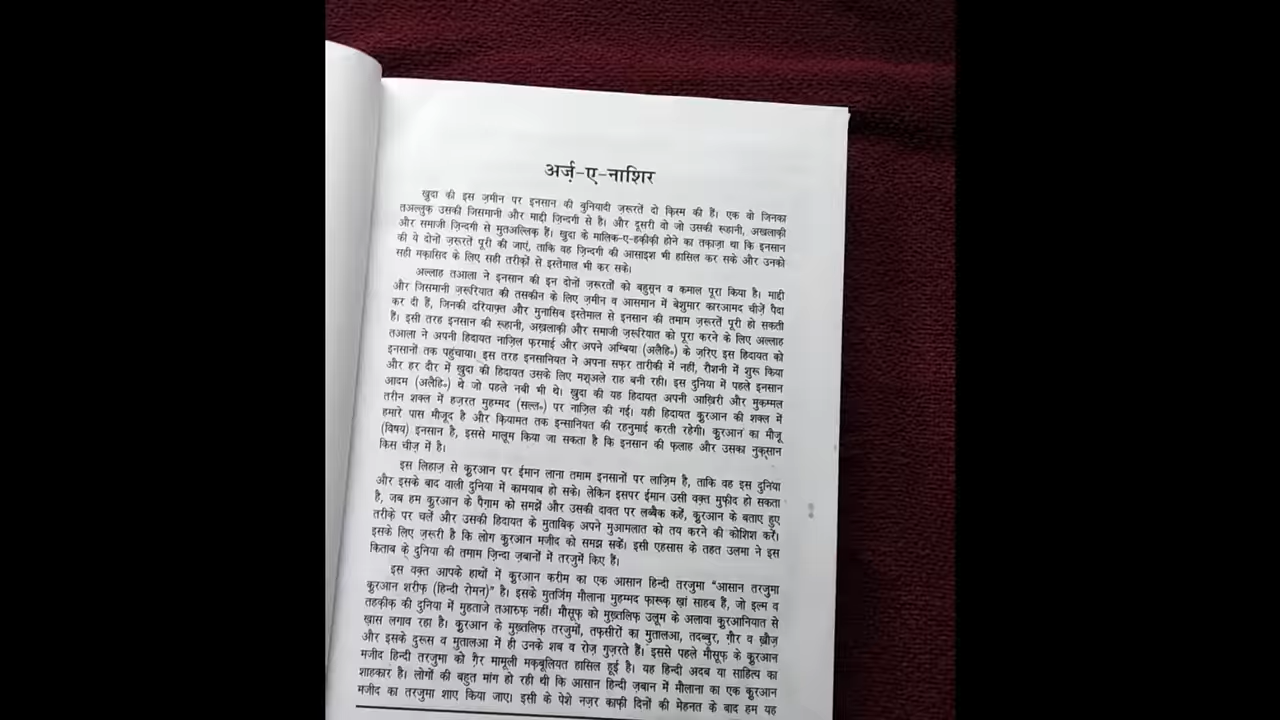 अर्ज़-ए-नाशिर
ख़ुदा की इस ज़मीन पर इनसान की बुनियादी ज़रूरतें दो क़िस्म की हैं। एक वो जिनका
तअल्लुक़ उसकी जिसमानी और माद्दी ज़िन्दगी से है। और दूसरी वो जो उसकी रूहानी, अख़लाक़ी
और समाजी ज़िन्दगी से मुतअल्लिक़ हैं। ख़ुदा के मालिक-ए-हक़ीक़ी होने का तक़ाज़ा था कि इनसान
की ये दोनों ज़रूरतें पूरी की जाएं, ताकि वह ज़िन्दगी की आसाइश भी हासिल कर सके और उनको
सही मक़ासिद के लिए सही तरीक़ों से इस्तेमाल भी कर सके।
अल्लाह तआला ने इनसान की इन दोनों ज़रूरतों को बहुस्न व कमाल पूरा किया है। माद्दी
और जिसमानी ज़रूरियात की तसकीन के लिए ज़मीन व आसमान में बेशुमार कारआमद चीज़ें पैदा
कर दी हैं, जिनकी दरियाफ़्त और मुनासिब इस्तेमाल से इनसान की तमाम ज़रूरतें पूरी हो सकती
हैं। इसी तरह इनसान की रूहानी, अख़लाक़ी और समाजी ज़रूरियात को पूरा करने के लिए अल्लाह
तआला ने अपनी हिदायत नाज़िल फ़रमाई और अपने अम्बिया (अलैहि॰) के ज़रिए इस हिदायत को
इनसानों तक पहुंचाया। इस तरह इनसानियत ने अपना सफ़र तारीकी में नहीं, रौशनी में शुरू किया
और हर दौर में ख़ुदा की हिदायत उसके लिए मशअले राह बनी रही। इस दुनिया में पहले इनसान
आदम (अलैहि॰) थे जो पहले नबी भी थे। ख़ुदा की यह हिदायत अपनी आख़िरी और मुकम्मल
तरीन शक्ल में हज़रत मुहम्मद (सल्ल॰) पर नाज़िल की गई। यही हिदायत क़ुरआन की शक्ल में
हमारे पास मौजूद है और क़ियामत तक इन्सानियत की रहनुमाई करती रहेगी। क़ुरआन का मौज़ू
(विषय) इनसान है, इससे मालूम किया जा सकता है कि इनसान की फ़लाह और उसका नुक़सान
किस चीज़ में है।
इस लिहाज़ से क़ुरआन पर ईमान लाना तमाम इनसानों पर लाज़िम है, ताकि वह इस दुनिया
और इसके बाद वाली दुनिया में कामयाब हो सके। लेकिन इसपर ईमान उसी वक़्त मुफ़ीद हो सकता
है, जब हम क़ुरआन के पैग़ाम को समझें और उसकी दावत पर लब्बैक कहें, क़ुरआन के बताए हुए
तरीक़े पर चलें और उसकी हिदायत के मुताबिक़ अपने मुआमलात को तय करने की कोशिश करें।
इसके लिए ज़रूरी है कि लोग क़ुरआन मजीद को समझ सकें। इसी एहसास के तहत उलमा ने इस
किताब के दुनिया की तमाम ज़िन्दा ज़बानों में तरजुमें किए हैं।
इस वक़्त आपके हाथों में क़ुरआन करीम का एक आसान हिन्दी तरजुमा "आसान तरजुमा
क़ुरआन शरीफ़ (हिन्दी रोमन)" है। इसके मुतर्जिम मौलाना मुहम्मद फ़ारूक़ ख़ां साहब हैं, जो इल्म व
तहक़ीक़ की दुनिया में मुहताजे तआरुफ़ नहीं। मौसूफ़ को मुख़्तलिफ़ उलूम के अलावा क़ुरआनियात से
ख़ास लगाव रहा है। क़ुरआन के मुख़्तलिफ़ तरजुमों, तफ़सीरों का मुतालआ, तदब्बुर, ग़ौर व ख़ौज़
और इसके दुरूस व मुतालआ में ही उनके शब व रोज़ गुज़रते हैं। इससे पहले मौसूफ़ के क़ुरआन
मजीद हिन्दी तरजुमा को ग़ैर मामूली मक़बूलियत हासिल हुई है। यह हिन्दी अदब या साहित्य का
शाहकार है। लोगों की बहुत मांग हो रही थी कि आसान हिन्दी ज़बान में मौलाना का एक क़ुरआन
मजीद का तरजुमा शाए किया जाए। इसी के पेशे नज़र काफ़ी दिनों की मेहनत के बाद हम यह